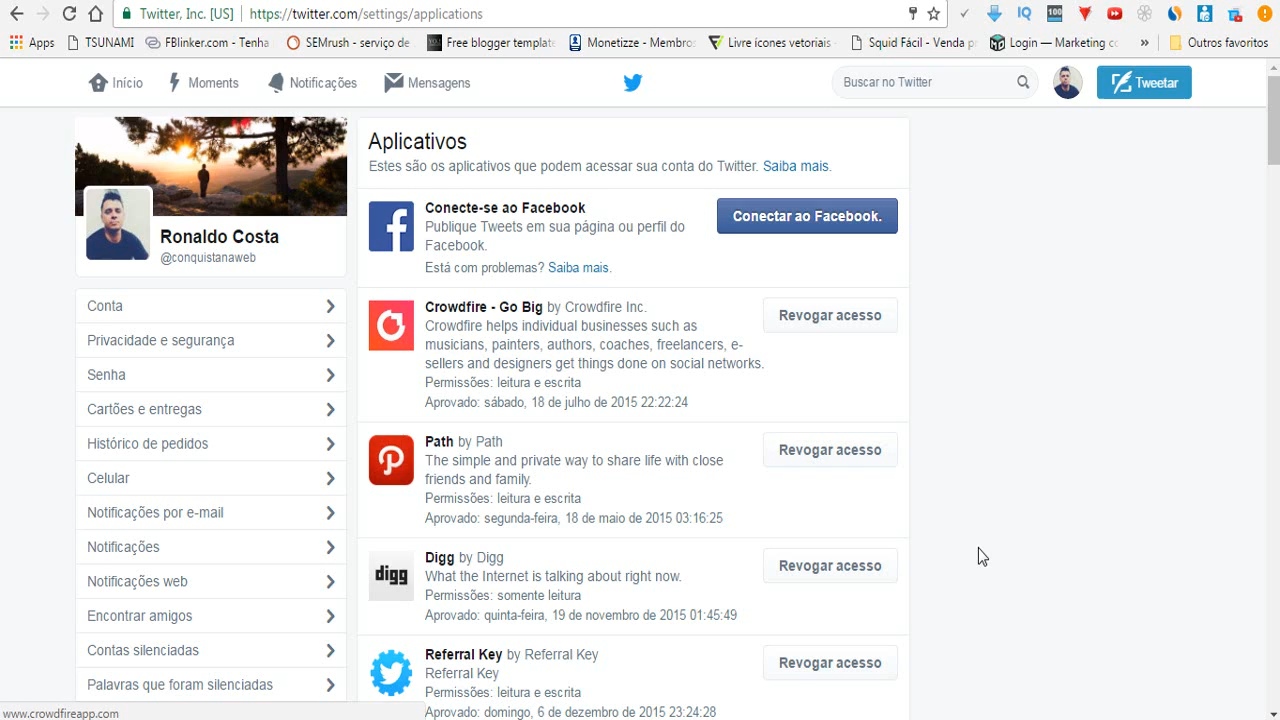 Twitter, Inc. [US] https://twitter.com/settings/applications
Apps TSUNAMI FBlinker.com - Tenha SEMrush - serviço de Free blogger template Monetizze - Membros Livre ícones vetoriais Squid Fácil - Venda Login — Marketing » Outros favoritos
100
Início Moments Notificações Mensagens Buscar no Twitter Tweetar
Ronaldo Costa
@conquistanaweb
Conta
Privacidade e segurança
Senha
Cartões e entregas
Histórico de pedidos
Celular
Notificações por e-mail
Notificações
Notificações web
Encontrar amigos
Contas silenciadas
Palavras que foram silenciadas
Aplicativos
Estes são os aplicativos que podem acessar sua conta do Twitter. Saiba mais.
Conecte-se ao Facebook
Publique Tweets em sua página ou perfil do
Facebook.
Está com problemas? Saiba mais.
Conectar ao Facebook.
Crowdfire - Go Big by Crowdfire Inc.
Crowdfire helps individual businesses such as
musicians, painters, authors, coaches, freelancers, e-
sellers and designers get things done on social networks.
Permissões: leitura e escrita
Aprovado: sábado, 18 de julho de 2015 22:22:24
Revogar acesso
Path by Path
The simple and private way to share life with close
friends and family.
Permissões: leitura e escrita
Aprovado: segunda-feira, 18 de maio de 2015 03:16:25
Revogar acesso
digg
Digg by Digg
What the Internet is talking about right now.
Permissões: somente leitura
Aprovado: quinta-feira, 19 de novembro de 2015 01:45:49
Revogar acesso
Referral Key by Referral Key
Referral Key
Permissões: leitura e escrita
Aprovado: domingo, 6 de dezembro de 2015 23:24:28
Revogar acesso
www.crowdfireapp.com